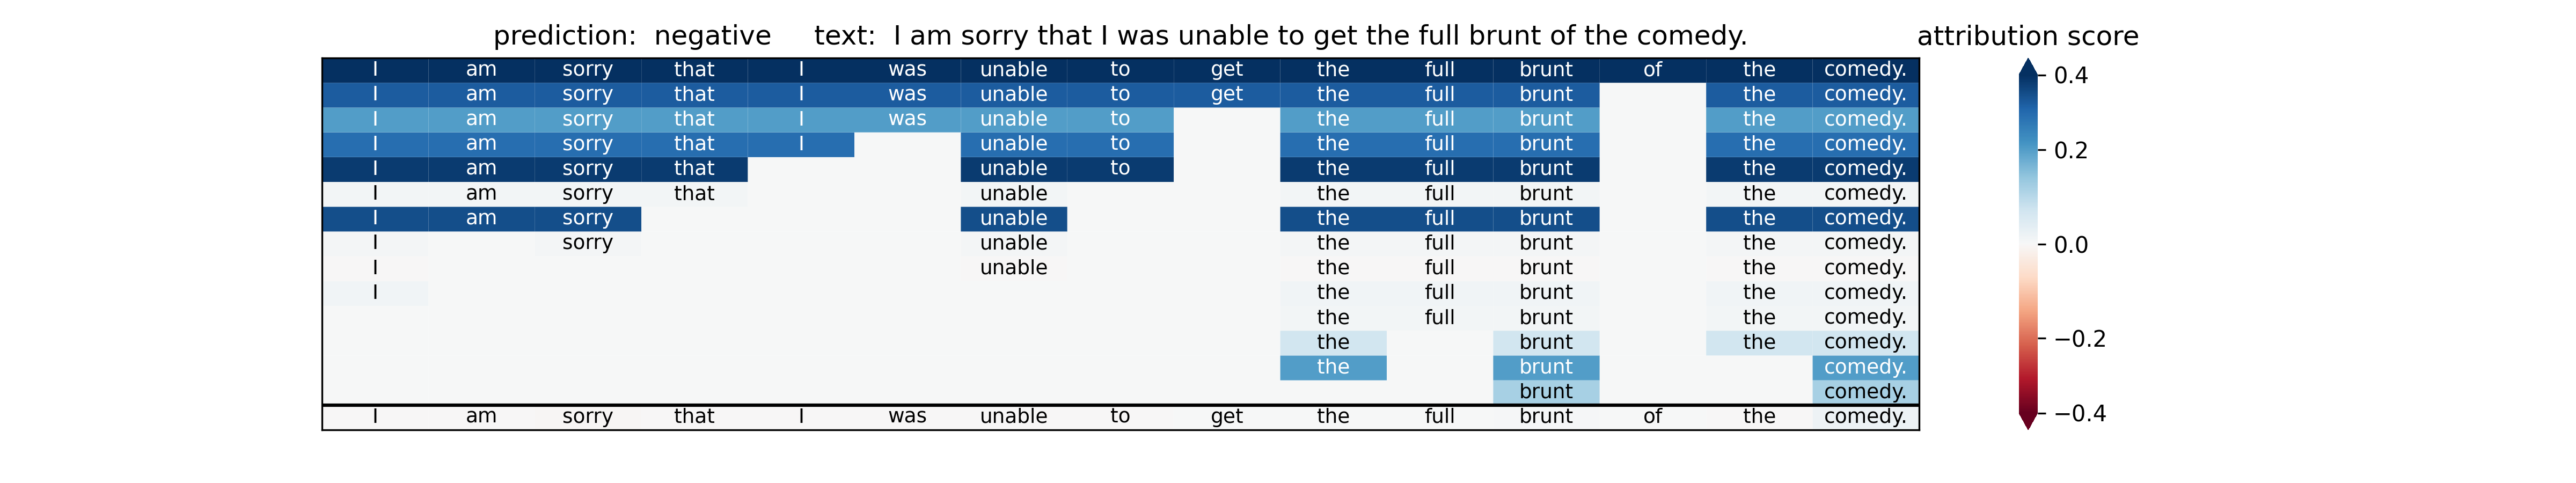 prediction: negative text: I am sorry that I was unable to get the full brunt of the comedy. attribution score
I am sorry that I was unable to get the full brunt of the comedy.
I am sorry that I was unable to get the full brunt the comedy.
I am sorry that I was unable to the full brunt the comedy.
I am sorry that I unable to the full brunt the comedy.
I am sorry that unable to the full brunt the comedy.
I am sorry that unable the full brunt the comedy.
I am sorry unable the full brunt the comedy.
I sorry unable the full brunt the comedy.
I unable the full brunt the comedy.
I the full brunt the comedy.
the full brunt the comedy.
the brunt the comedy.
the brunt comedy.
brunt comedy.
I am sorry that I was unable to get the full brunt of the comedy.
0.4
0.2
0.0
−0.2
−0.4